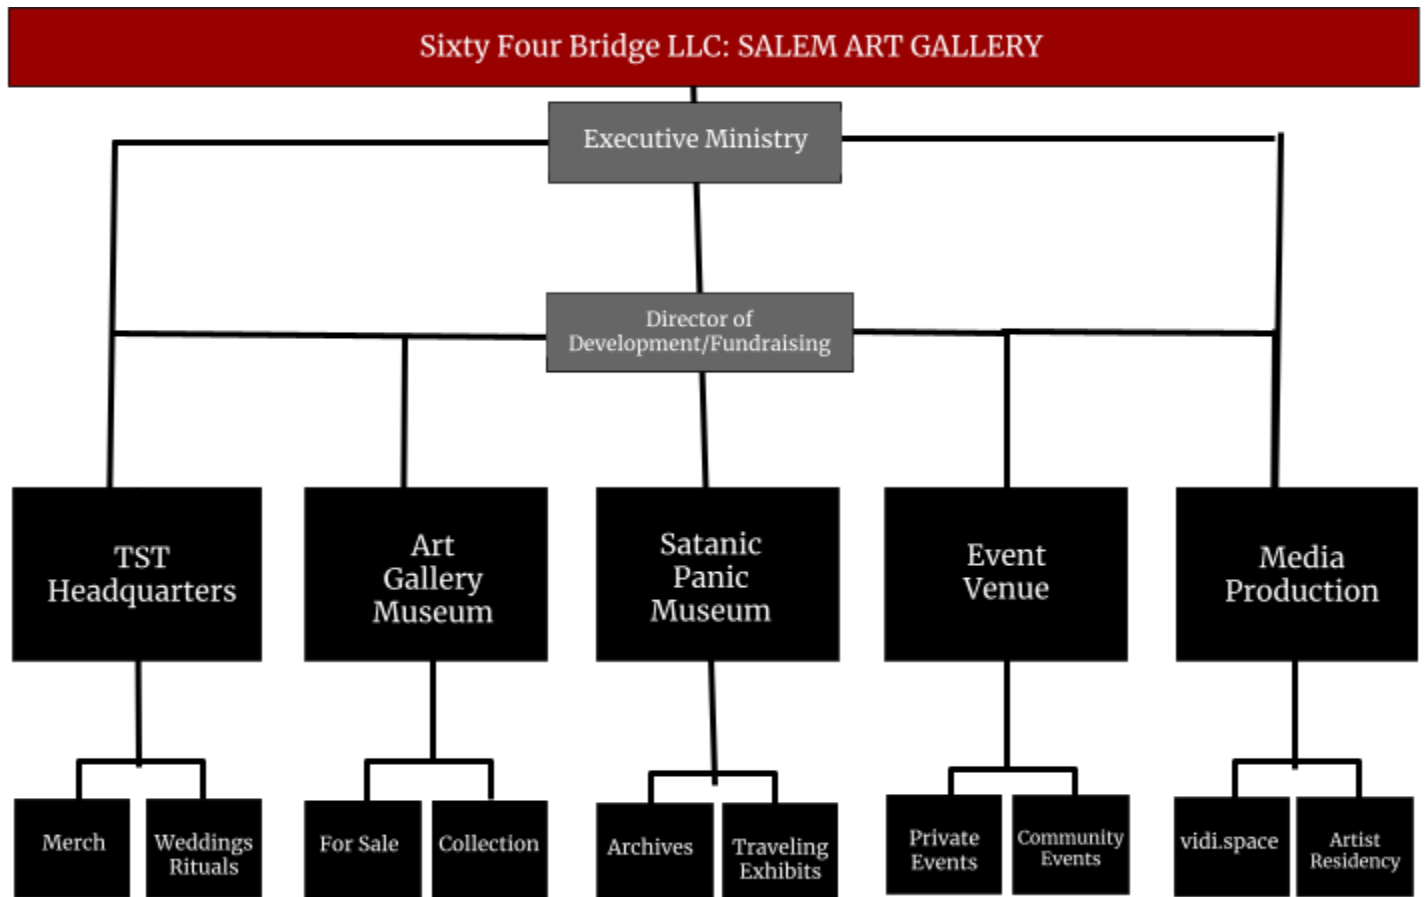 Sixty Four Bridge LLC: SALEM ART GALLERY
Executive Ministry
Director of
Development/Fundraising
TST
Headquarters
Art
Gallery
Museum
Satanic
Panic
Museum
Event
Venue
Media
Production
Merch
Weddings
Rituals
For Sale
Collection
Archives
Traveling
Exhibits
Private
Events
Community
Events
vidi.space
Artist
Residency